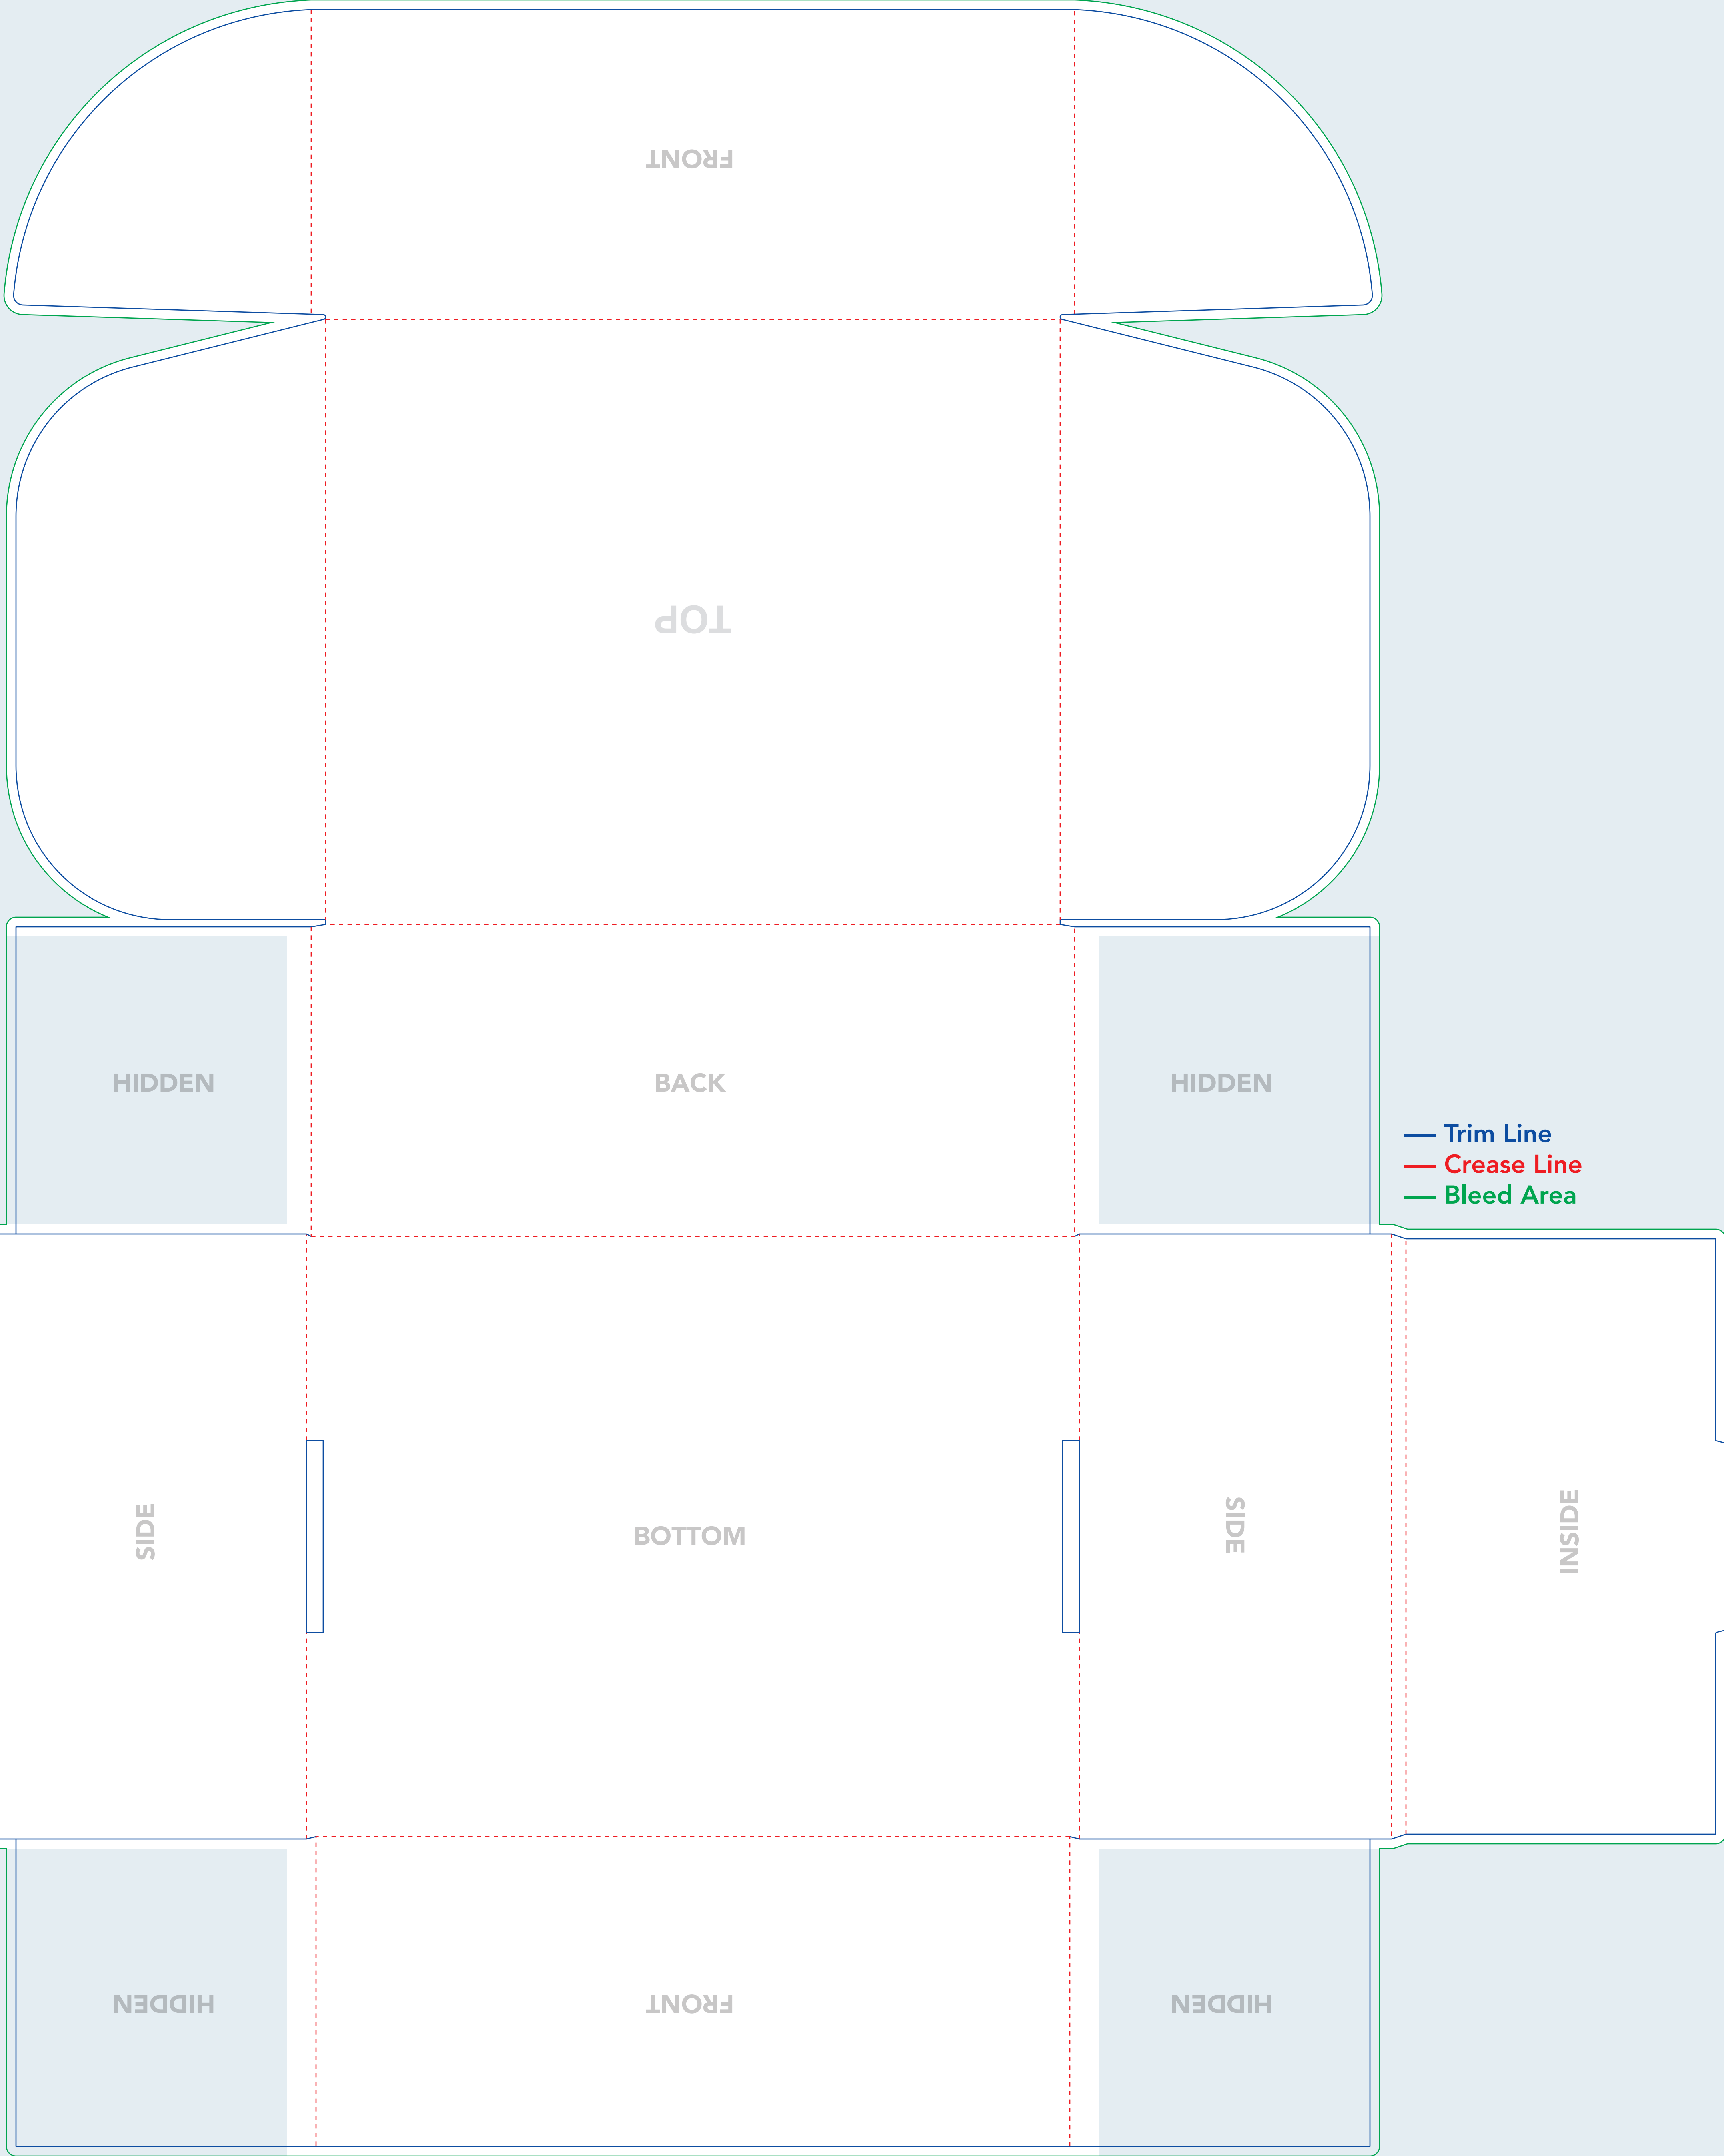 FRONT
TOP
HIDDEN
BACK
HIDDEN
Trim Line
Crease Line
Bleed Area
SIDE
BOTTOM
SIDE
INSIDE
HIDDEN
FRONT
HIDDEN